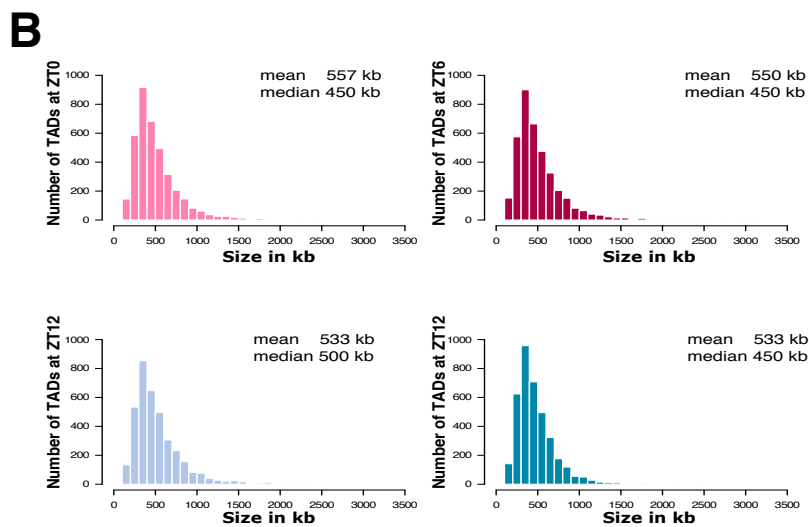 B
Number of TADs at ZT0
1000
800
600
400
200
0
mean 557 kb
median 450 kb
0 500 1000 1500 2000 2500 3000 3500
Size in kb
Number of TADs at ZT6
1000
800
600
400
200
0
mean 550 kb
median 450 kb
0 500 1000 1500 2000 2500 3000 3500
Size in kb
Number of TADs at ZT12
1000
800
600
400
200
0
mean 533 kb
median 500 kb
0 500 1000 1500 2000 2500 3000 3500
Size in kb
Number of TADs at ZT12
1000
800
600
400
200
0
mean 533 kb
median 450 kb
0 500 1000 1500 2000 2500 3000 3500
Size in kb